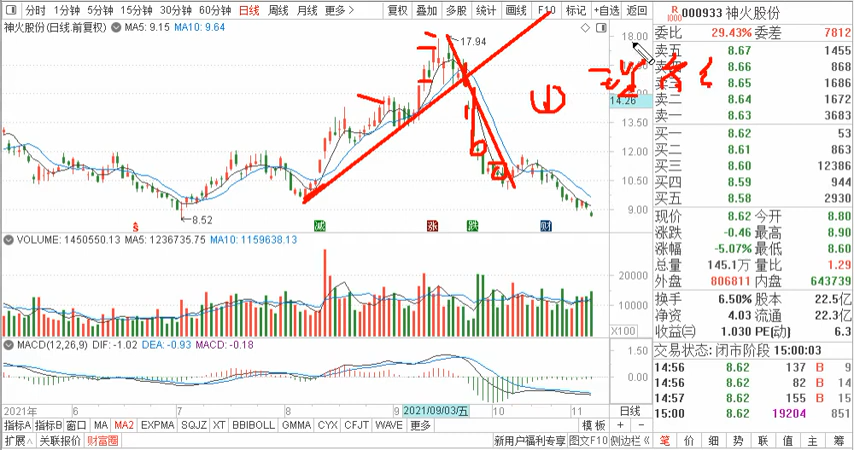 分时 1分钟 5分钟 15分钟 30分钟 60分钟 日线 周线 月线 更多 > 复权 叠加 多股 统计 画线 F10 标记 +自选 返回
R 1000 000933 神火股份
神火股份(日线.前复权) MA5: 9.15 MA10: 9.64
委比 29.43% 委差 7812
卖五 8.67 1455
卖四 8.66 868
卖三 8.65 1686
卖二 8.64 1672
卖一 8.63 3683
买一 8.62 53
买二 8.61 863
买三 8.60 12386
买四 8.59 944
买五 8.58 2930
现价 8.62 今开 8.80
涨跌 -0.46 最高 8.90
涨幅 -5.07% 最低 8.60
总量 145.1万 量比 1.29
外盘 806811 内盘 643739
换手 6.50% 股本 22.5亿
净资 4.03 流通 22.3亿
收益㈢ 1.030 PE(动) 6.3
交易状态: 闭市阶段 15:00:03
14:56 8.62 137 B 9
14:56 8.62 82 B 14
14:57 8.62 155 B 15
15:00 8.62 19204 851
18.00
17.94
14.26
13.50
12.00
10.50
9.00
8.52
$ 减 涨 跌 财
VOLUME: 1450550.13 MA5: 1236735.75 MA10: 1159638.13
20000
10000
X100
MACD(12,26,9) DIF: -1.02 DEA: -0.93 MACD: -0.18
1.50
0.00
2021年 6 7 8 9 2021/09/03/五 10 11 日线
指标A 指标B 窗口 MA MA2 EXPMA SQJZ XT BBIBOLL GMMA CYX CFJT WAVE 更多 模板 + -
扩展∧ 关联报价 财富圈 新用户福利专享 图文F10 侧边栏《 笔 价 细 势 联 值 主 筹